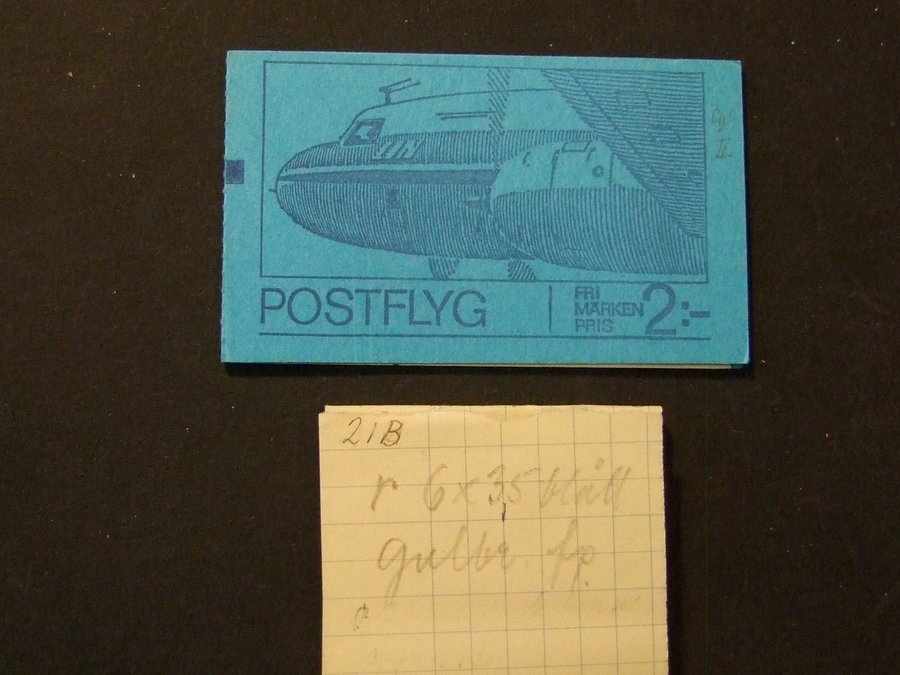 POSTFLYG
FRI
MÄRKEN
PRIS
2:-
21B
r 6x35 blått
gulbr. fp